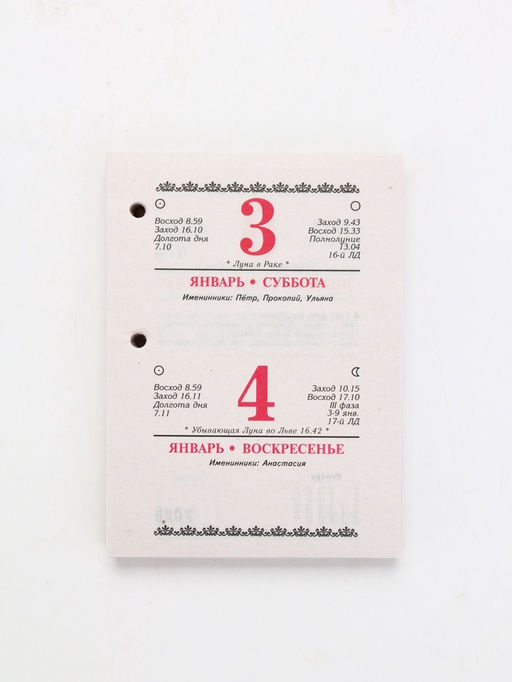 3
Восход 8.59
Заход 16.10
Долгота дня
7.10
Заход 9.43
Восход 15.33
Полнолуние
13.04
16-й ЛД
* Луна в Раке *
ЯНВАРЬ • СУББОТА
Именинники: Пётр, Прокопий, Ульяна
4
Восход 8.59
Заход 16.11
Долгота дня
7.11
Заход 10.15
Восход 17.10
III фаза
3-9 янв.
17-й ЛД
* Убывающая Луна во Льве 16.42 *
ЯНВАРЬ • ВОСКРЕСЕНЬЕ
Именинники: Анастасия